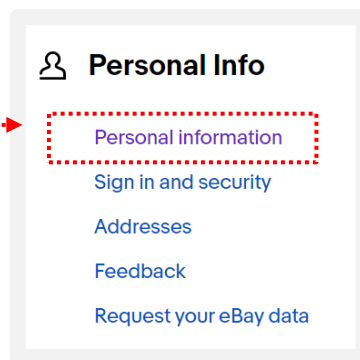 Personal Info
Personal information
Sign in and security
Addresses
Feedback
Request your eBay data